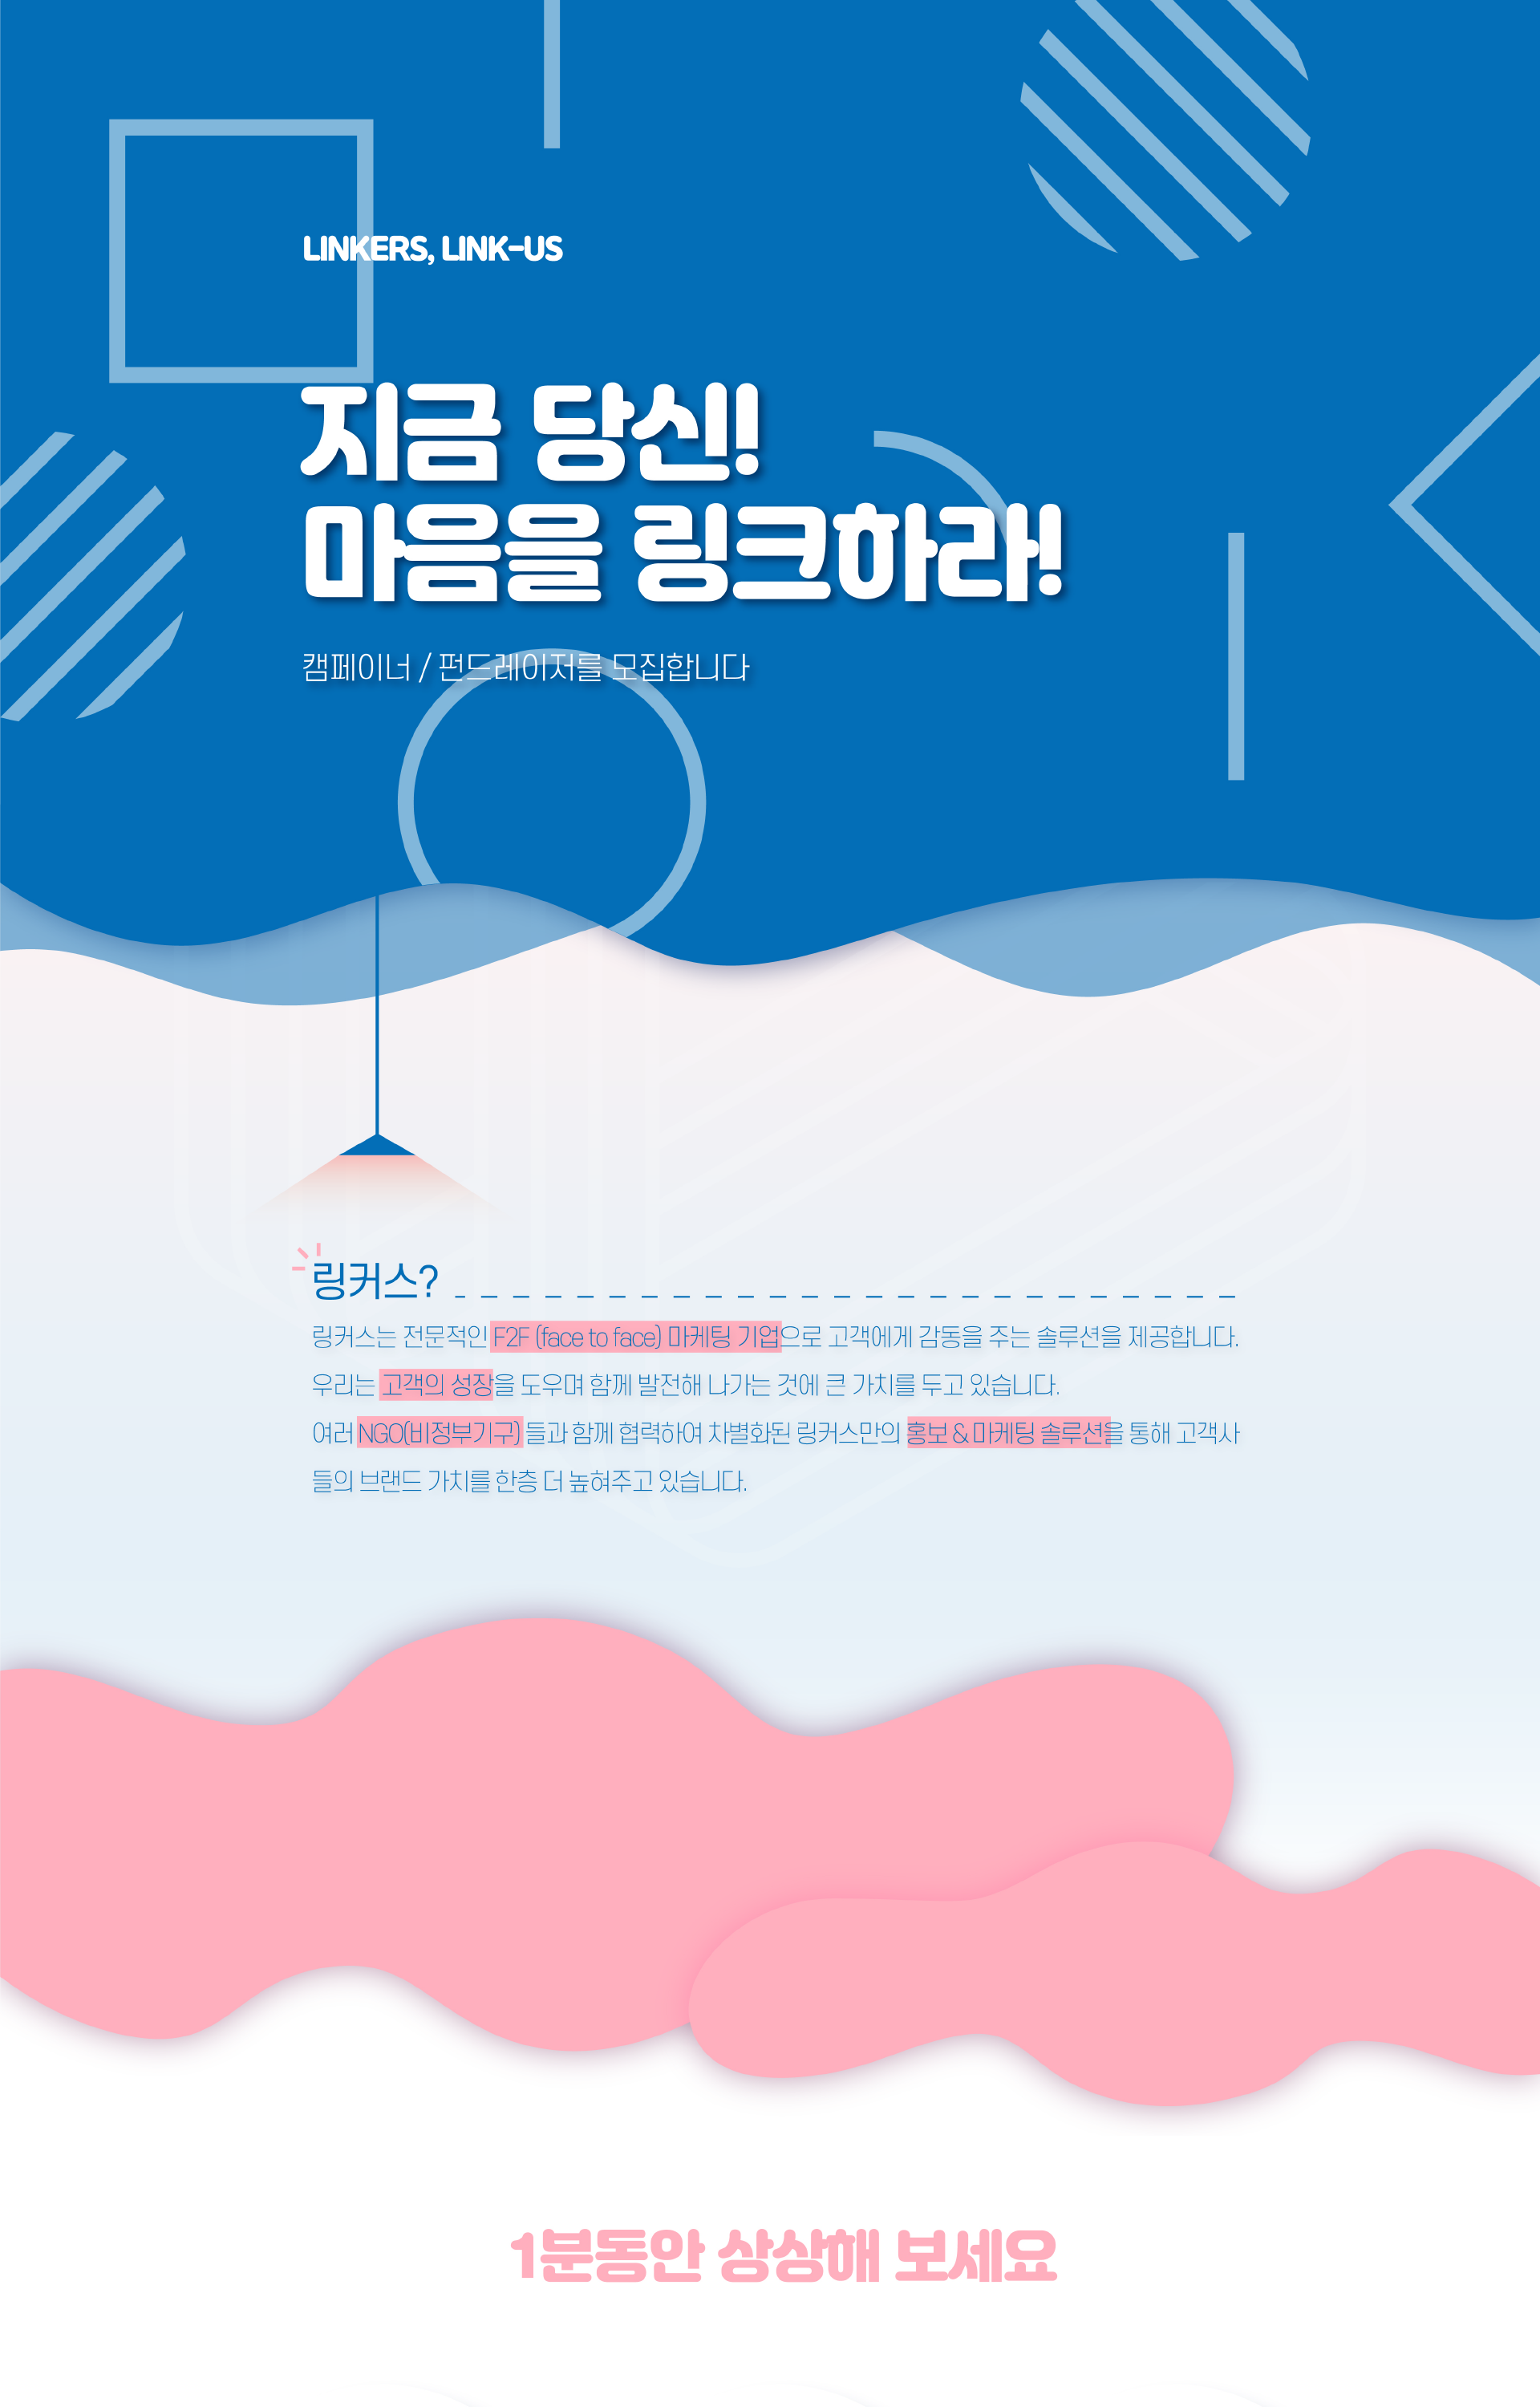 LINKERS, LINK-US
지금 당신!
마음을 링크하라!
캠페이너 / 펀드레이저를 모집합니다
링커스?
링커스는 전문적인 F2F (face to face) 마케팅 기업으로 고객에게 감동을 주는 솔루션을 제공합니다.
우리는 고객의 성장을 도우며 함께 발전해 나가는 것에 큰 가치를 두고 있습니다.
여러 NGO(비정부기구) 들과 함께 협력하여 차별화된 링커스만의 홍보 & 마케팅 솔루션을 통해 고객사
들의 브랜드 가치를 한층 더 높혀주고 있습니다.
1분동안 상상해 보세요